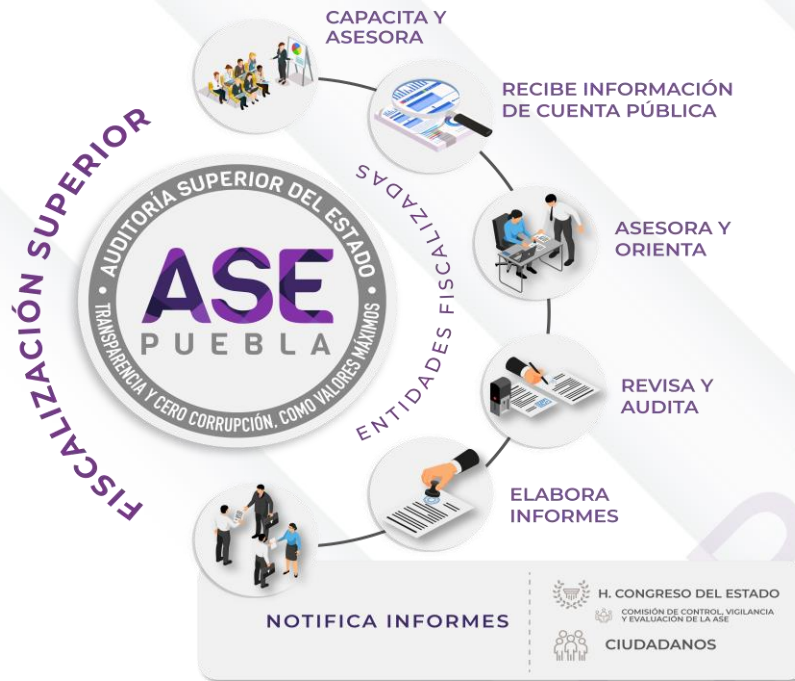 CAPACITA Y
ASESORA
RECIBE INFORMACIÓN
DE CUENTA PÚBLICA
FISCALIZACIÓN SUPERIOR
AUDITORÍA SUPERIOR DEL ESTADO
ASE
PUEBLA
TRANSPARENCIA Y CERO CORRUPCIÓN, COMO VALORES MÁXIMOS
ENTIDADES FISCALIZADAS
ASESORA Y
ORIENTA
REVISA Y
AUDITA
ELABORA
INFORMES
NOTIFICA INFORMES
H. CONGRESO DEL ESTADO
COMISIÓN DE CONTROL, VIGILANCIA
Y EVALUACIÓN DE LA ASE
CIUDADANOS